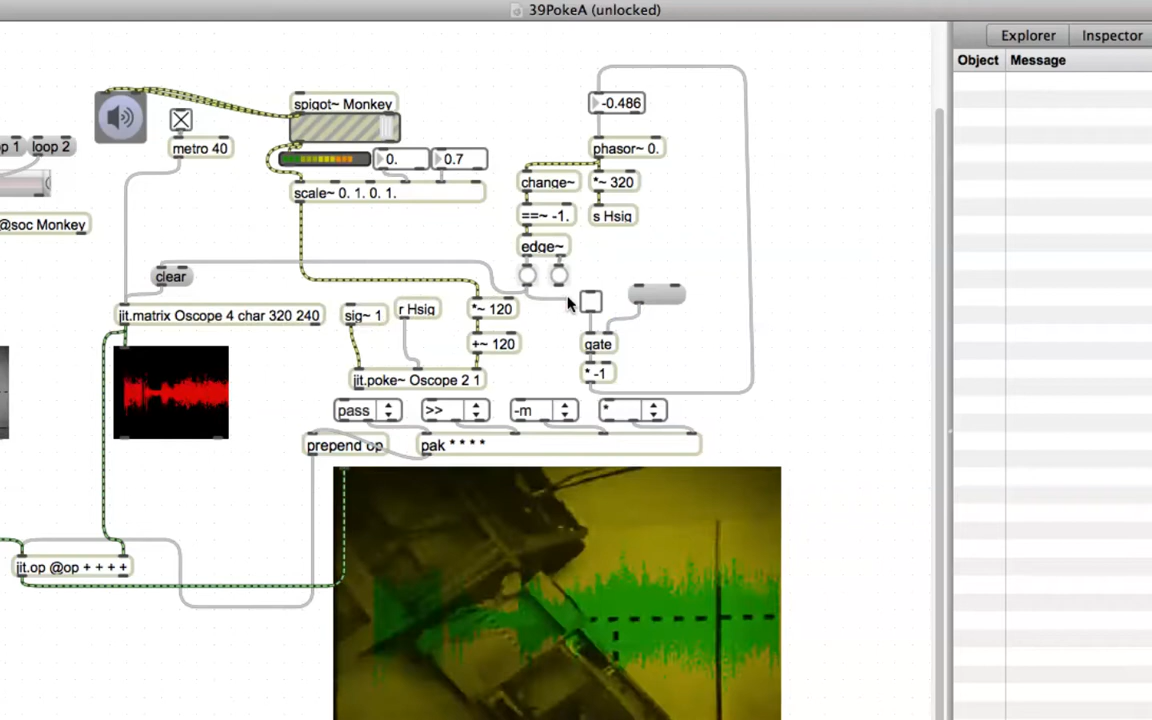 39PokeA (unlocked)
Explorer
Inspector
Object
Message
spigot~ Monkey
-0.486
p 1
loop 2
metro 40
phasor~ 0.
0.
0.7
change~
*~ 320
scale~ 0. 1. 0. 1.
==~ -1.
s Hsig
@soc Monkey
edge~
clear
jit.matrix Oscope 4 char 320 240
sig~ 1
r Hsig
*~ 120
+~ 120
gate
* -1
jit.poke~ Oscope 2 1
pass
>>
-m
*
prepend op
pak * * * *
jit.op @op + + + +